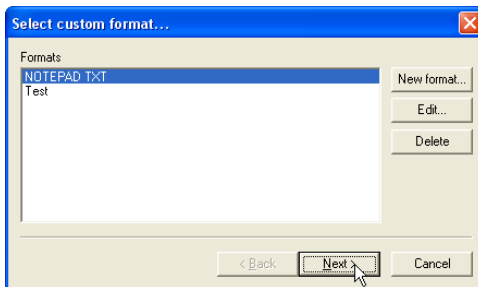 Select custom format...
Formats
NOTEPAD TXT
Test
New format...
Edit...
Delete
< Back
Next >
Cancel